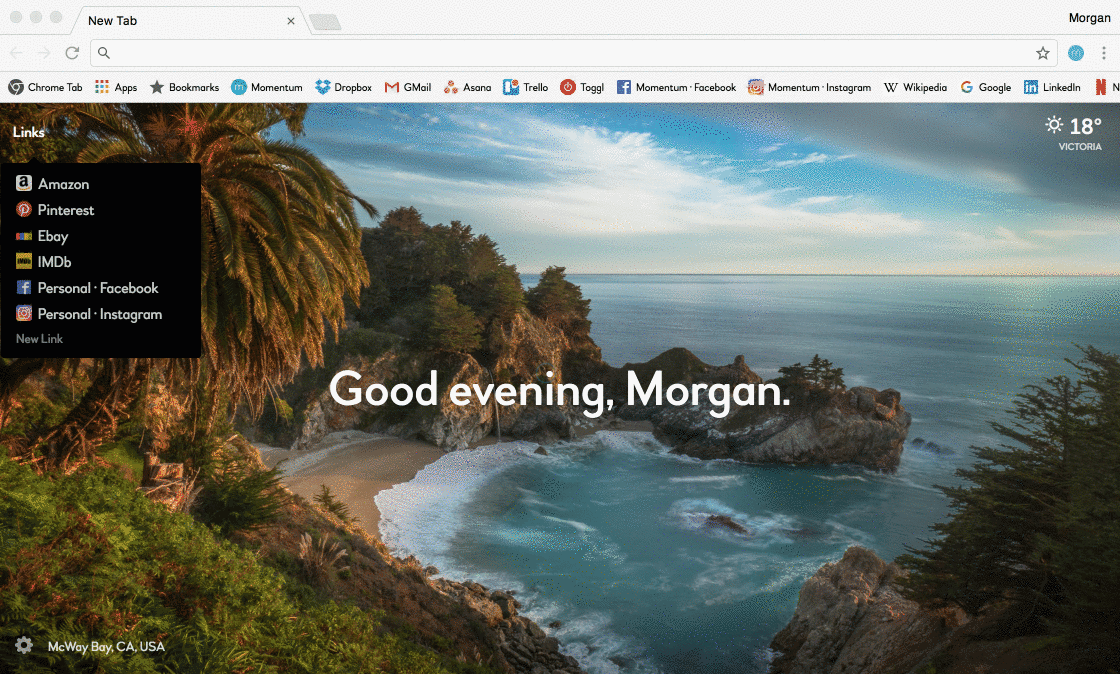 New Tab
Morgan
Chrome Tab Apps Bookmarks Momentum Dropbox GMail Asana Trello Toggl Momentum · Facebook Momentum · Instagram Wikipedia Google LinkedIn N
Links
18°
VICTORIA
Amazon
Pinterest
Ebay
IMDb
Personal · Facebook
Personal · Instagram
New Link
Good evening, Morgan.
McWay Bay, CA, USA